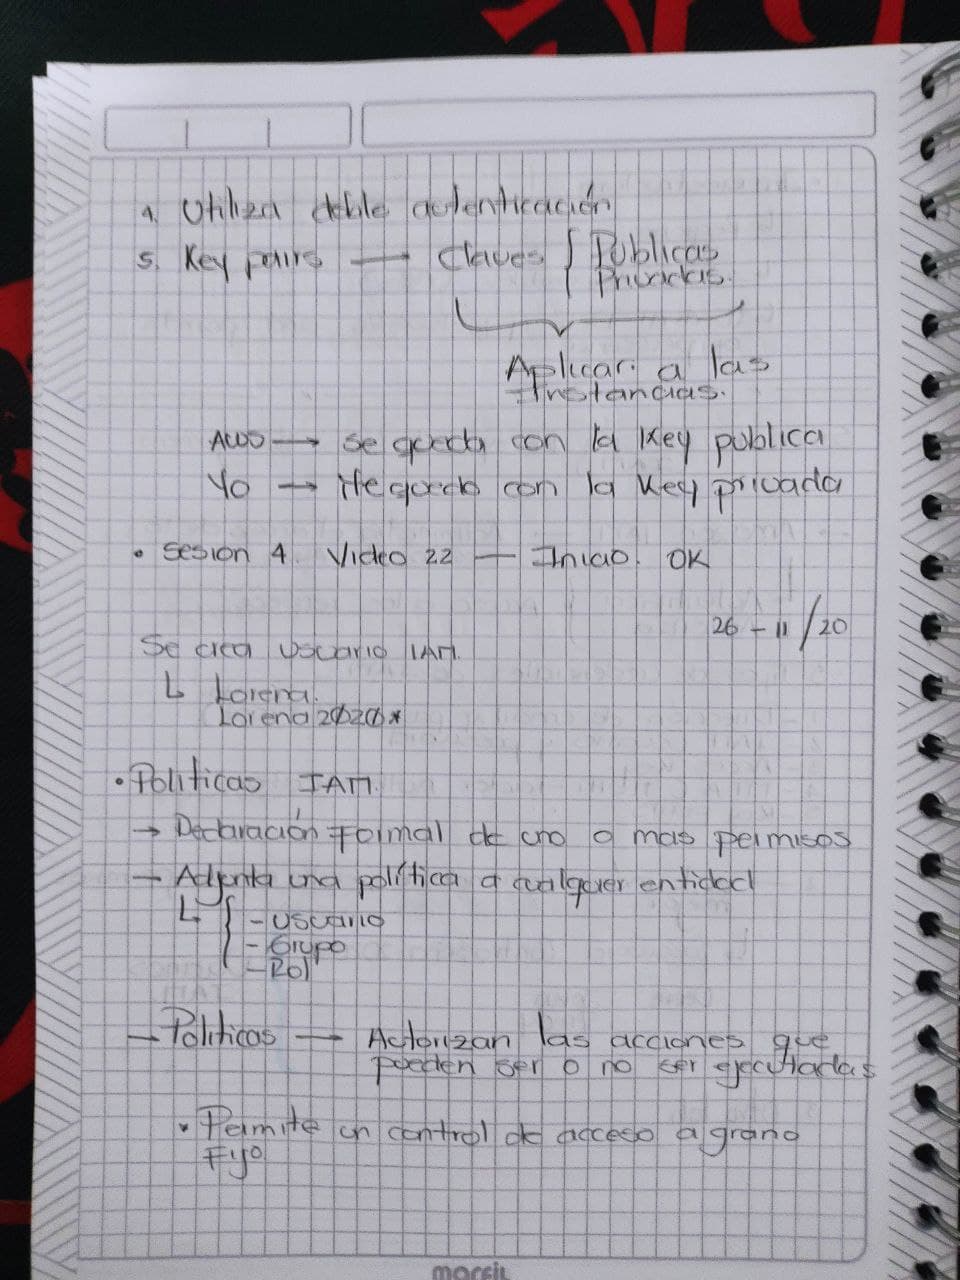 4. Utiliza doble autenticación
5. Key pairs → Claves { Publicas
Privadas.
Aplicar a las
Instancias.
AWS → se queda con la Key publica
Yo → Me quedo con la Key privada
• Sesion 4. Video 22 — Inicio. OK
26 - 11/20
Se crea usuario IAM.
↳ Lorena.
Lorena2020*
• Politicas IAM.
→ Declaración Formal de uno o mas permisos
→ Adjunta una política a cualquier entidad
↳ { - Usuario
- Grupo
- Rol
→ Politicas → Autorizan las acciones que
pueden ser o no ser ejecutadas
• Permite un control de acceso a grano
Fijo
marfil